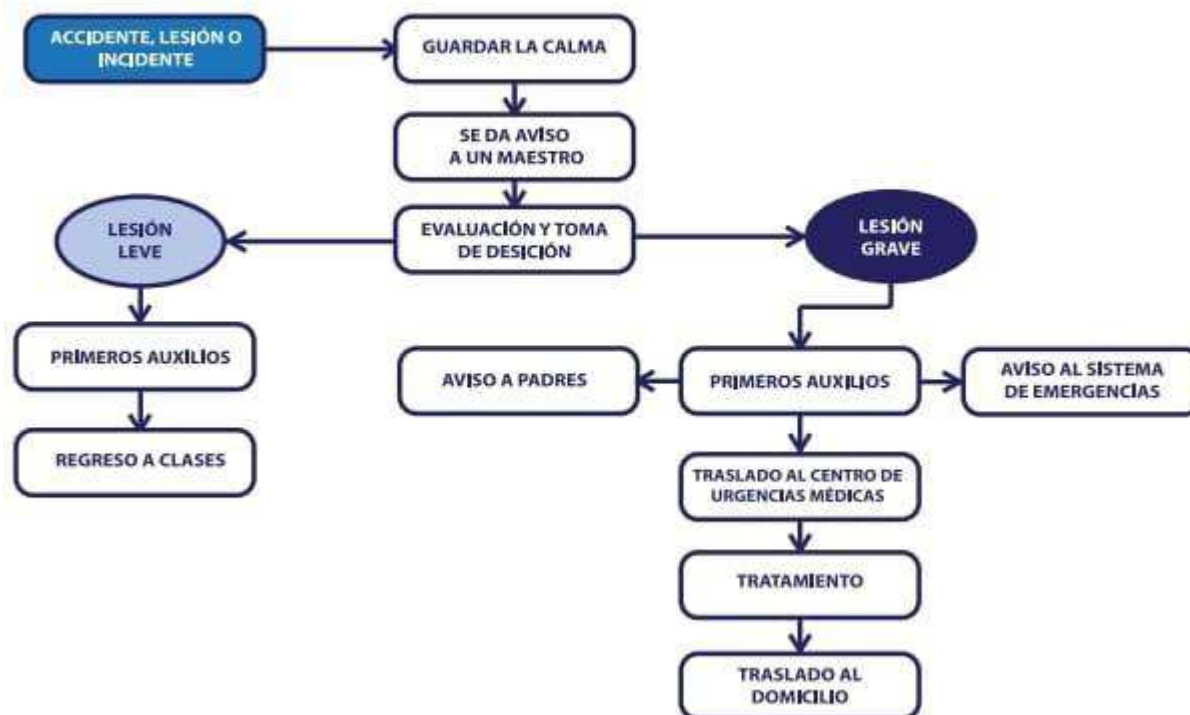 ACCIDENTE, LESIÓN O
INCIDENTE
GUARDAR LA CALMA
SE DA AVISO
A UN MAESTRO
EVALUACIÓN Y TOMA
DE DESICIÓN
LESIÓN
LEVE
LESIÓN
GRAVE
PRIMEROS AUXILIOS
REGRESO A CLASES
AVISO A PADRES
PRIMEROS AUXILIOS
AVISO AL SISTEMA
DE EMERGENCIAS
TRASLADO AL CENTRO DE
URGENCIAS MÉDICAS
TRATAMIENTO
TRASLADO AL
DOMICILIO